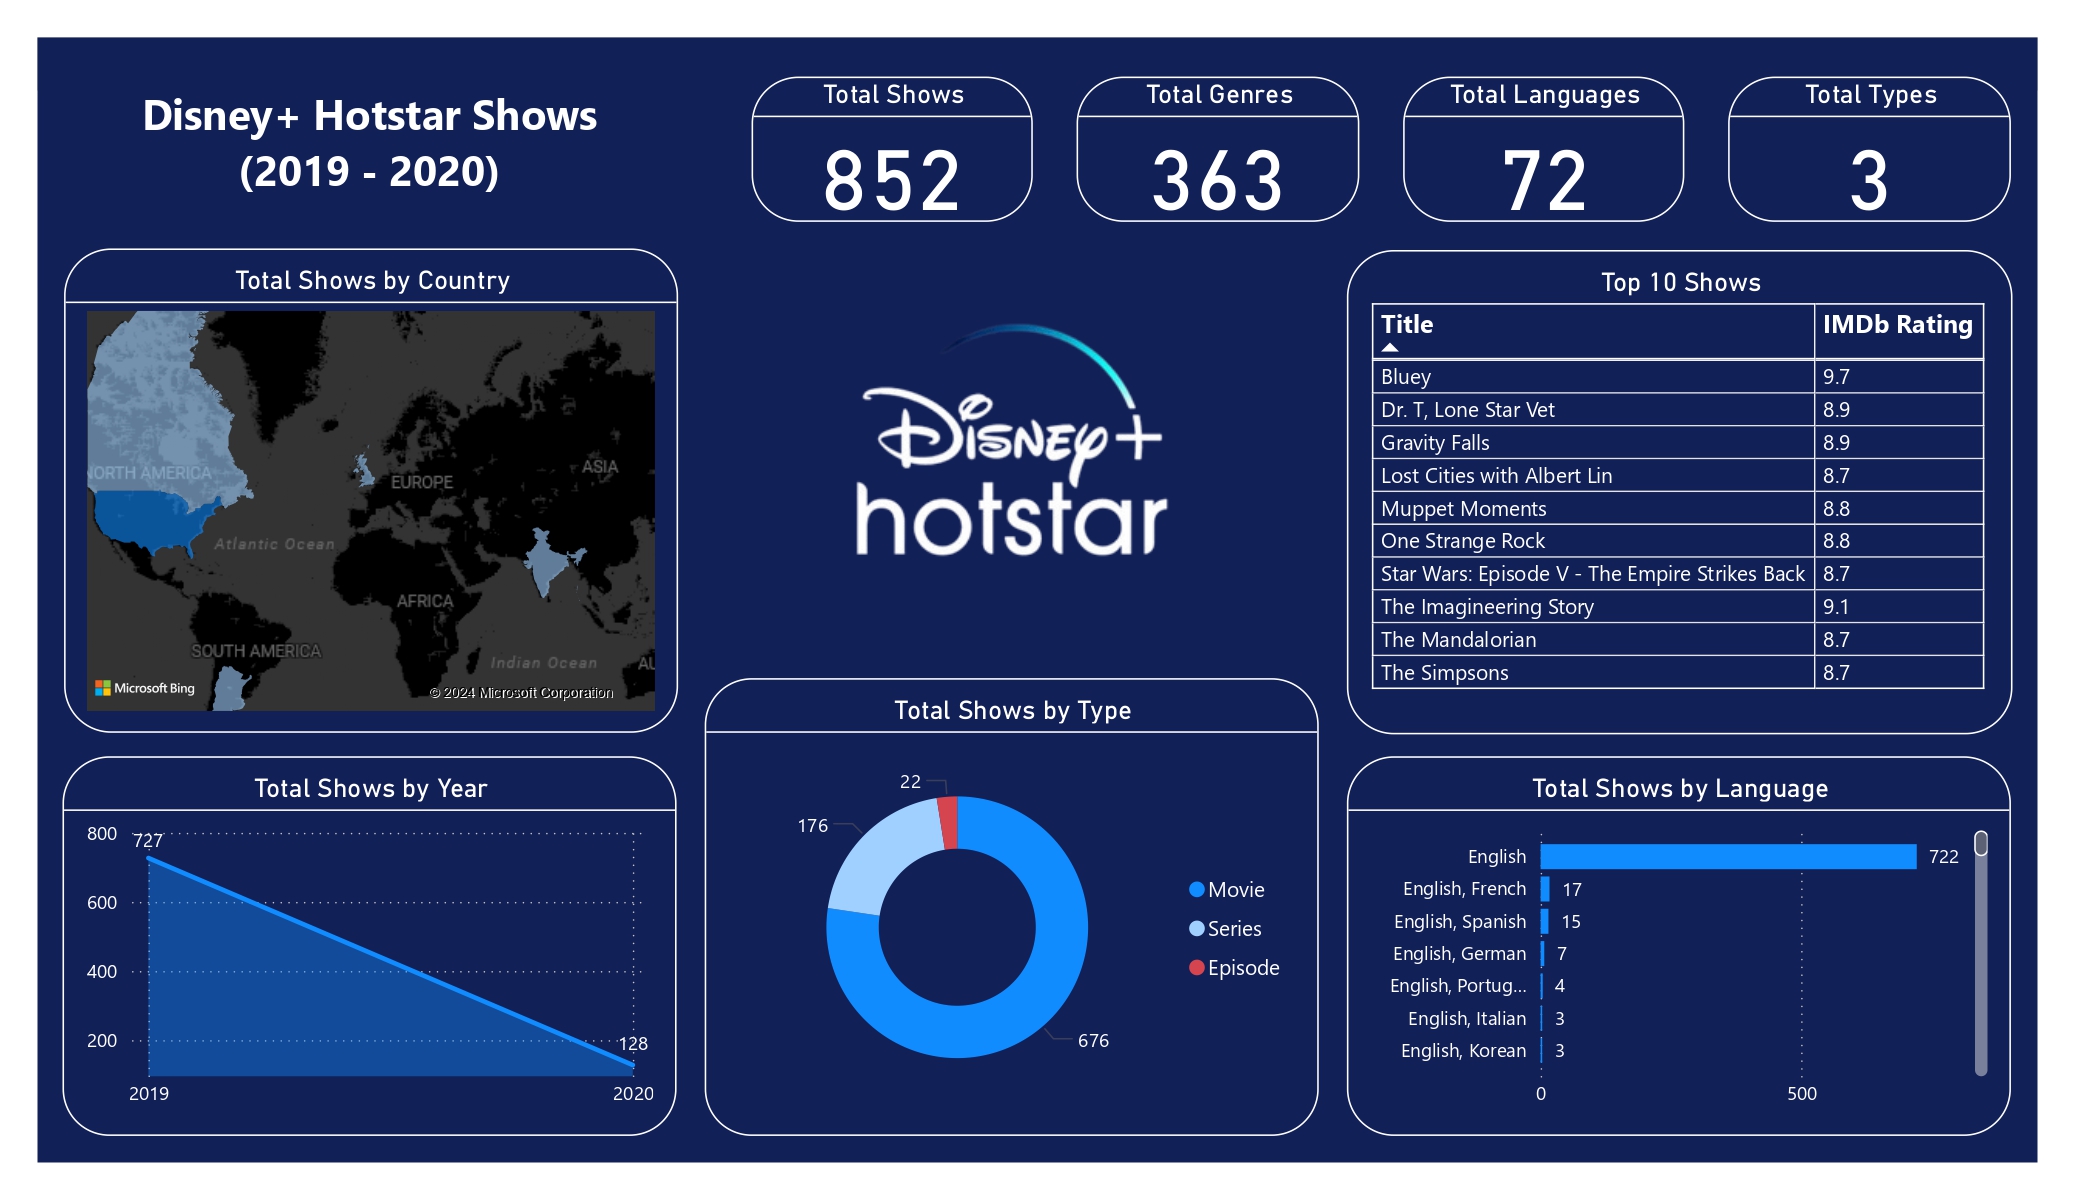 Disney+ Hotstar Shows
(2019 - 2020)
Total Shows
852
Total Genres
363
Total Languages
72
Total Types
3
Total Shows by Country
NORTH AMERICA
EUROPE
ASIA
Atlantic Ocean
AFRICA
SOUTH AMERICA
Indian Ocean
AU
Microsoft Bing
© 2024 Microsoft Corporation
Disney+
hotstar
Top 10 Shows
Title IMDb Rating
Bluey 9.7
Dr. T, Lone Star Vet 8.9
Gravity Falls 8.9
Lost Cities with Albert Lin 8.7
Muppet Moments 8.8
One Strange Rock 8.8
Star Wars: Episode V - The Empire Strikes Back 8.7
The Imagineering Story 9.1
The Mandalorian 8.7
The Simpsons 8.7
Total Shows by Year
800
727
600
400
200
128
2019 2020
Total Shows by Type
22
176
676
Movie
Series
Episode
Total Shows by Language
English 722
English, French 17
English, Spanish 15
English, German 7
English, Portug... 4
English, Italian 3
English, Korean 3
0 500